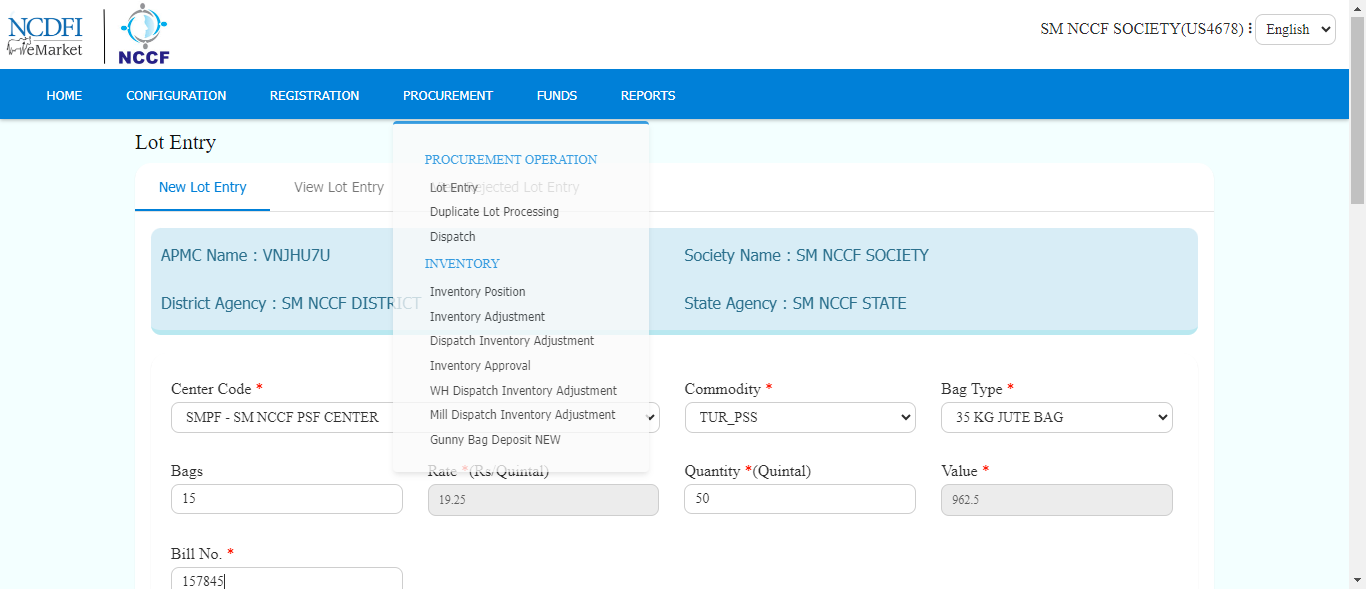 NCDFI
eMarket
NCCF
SM NCCF SOCIETY(US4678)
English
HOME CONFIGURATION REGISTRATION PROCUREMENT FUNDS REPORTS
Lot Entry
PROCUREMENT OPERATION
New Lot Entry View Lot Entry Lot Entry Rejected Lot Entry
Duplicate Lot Processing
Dispatch
APMC Name : VNJHU7U INVENTORY Society Name : SM NCCF SOCIETY
Inventory Position
District Agency : SM NCCF DISTRICT State Agency : SM NCCF STATE
Inventory Adjustment
Dispatch Inventory Adjustment
Inventory Approval
WH Dispatch Inventory Adjustment
Mill Dispatch Inventory Adjustment
Gunny Bag Deposit NEW
Center Code * Commodity * Bag Type *
SMPF - SM NCCF PSF CENTER TUR_PSS 35 KG JUTE BAG
Bags Rate *(Rs/Quintal) Quantity *(Quintal) Value *
15 19.25 50 962.5
Bill No. *
157845